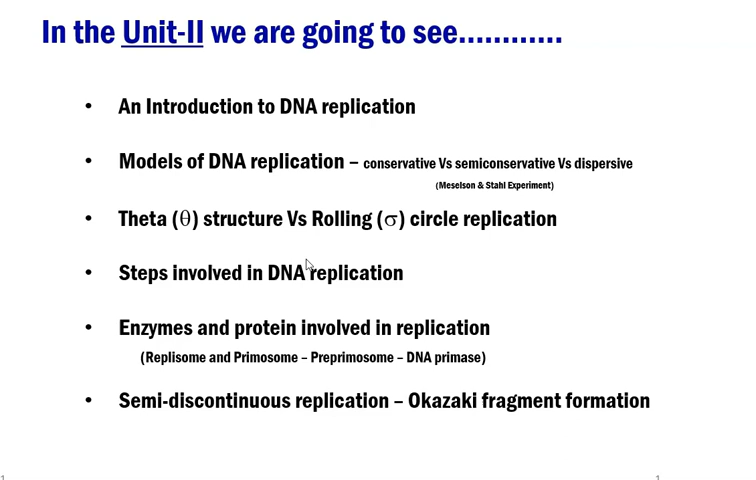 In the Unit-II we are going to see............
• An Introduction to DNA replication
• Models of DNA replication – conservative Vs semiconservative Vs dispersive
(Meselson & Stahl Experiment)
• Theta (θ) structure Vs Rolling (σ) circle replication
• Steps involved in DNA replication
• Enzymes and protein involved in replication
(Replisome and Primosome – Preprimosome – DNA primase)
• Semi-discontinuous replication – Okazaki fragment formation
1 1